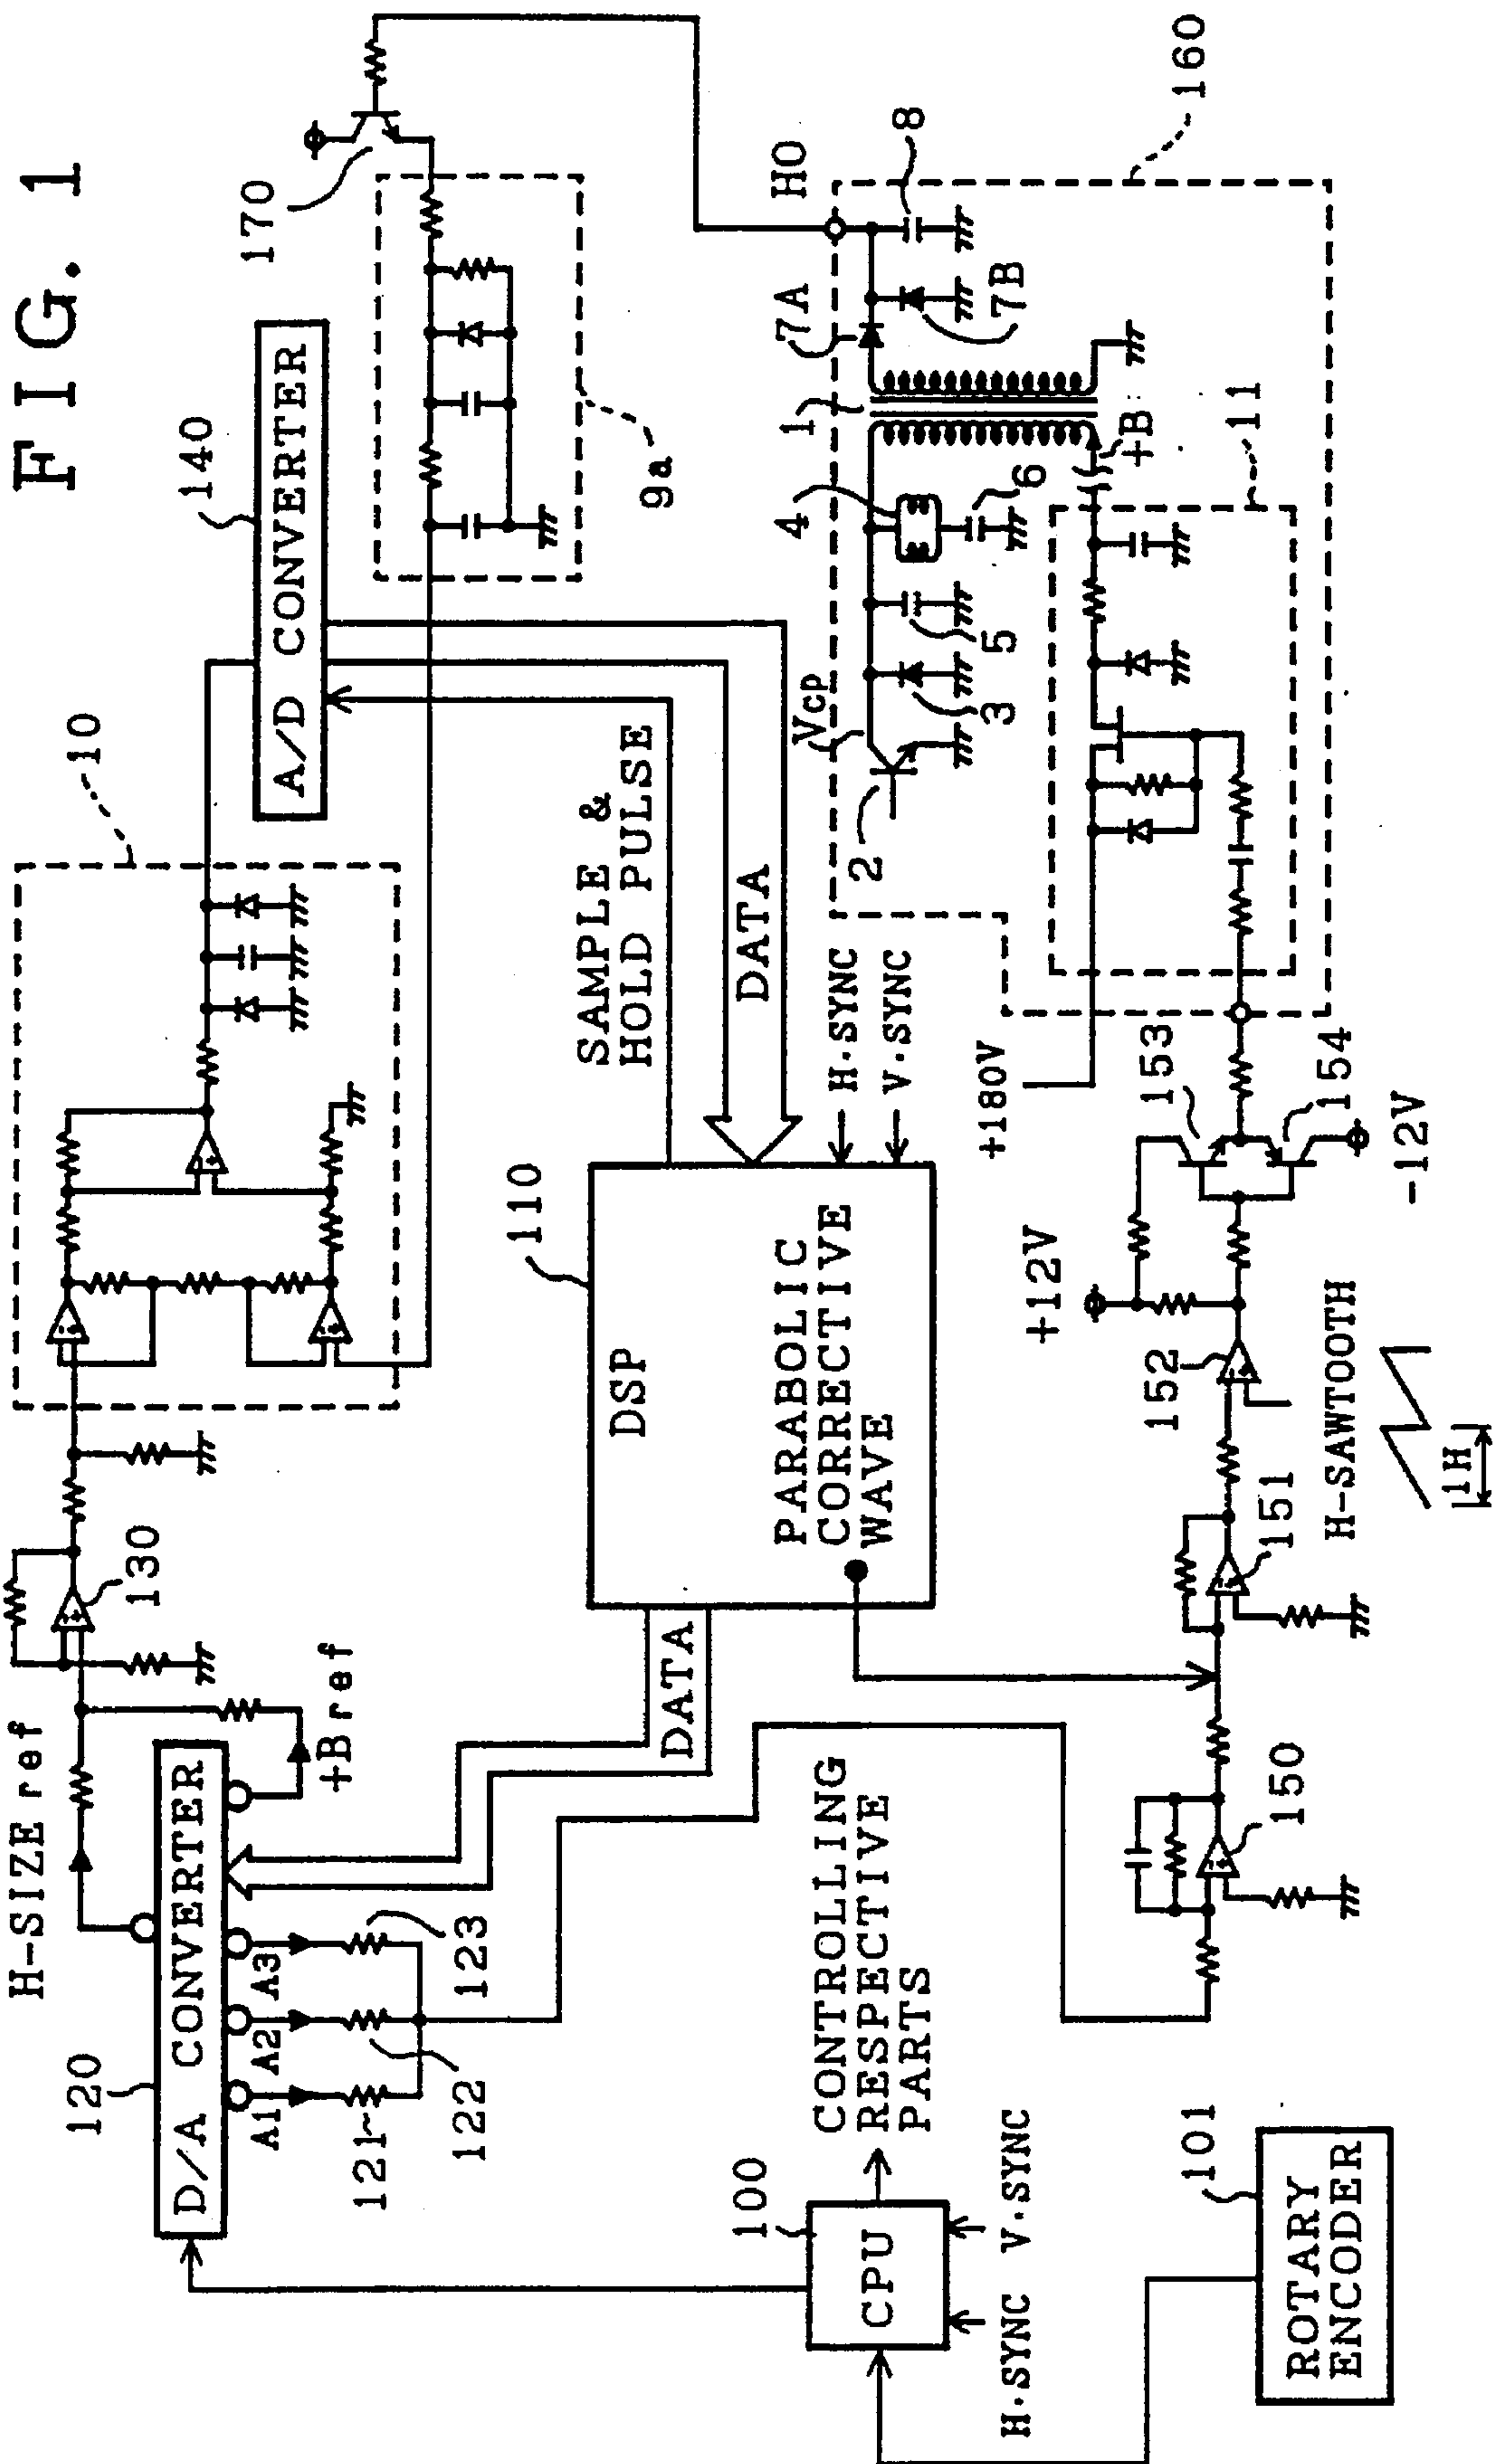 FIG. 1
H-SIZE ref
120
D/A CONVERTER
A1
A2
A3
121
122
123
+B ref
130
10
140
A/D CONVERTER
170
9a
DATA
110
DSP
PARABOLIC
CORRECTIVE
WAVE
SAMPLE &
HOLD PULSE
DATA
H·SYNC
V·SYNC
HO
160
Vcp
2
3
5
4
6
1
7A
7B
8
+B
11
+180V
100
CPU
CONTROLLING
RESPECTIVE
PARTS
H·SYNC
V·SYNC
101
ROTARY
ENCODER
150
151
152
H-SAWTOOTH
1H
+12V
153
154
-12V